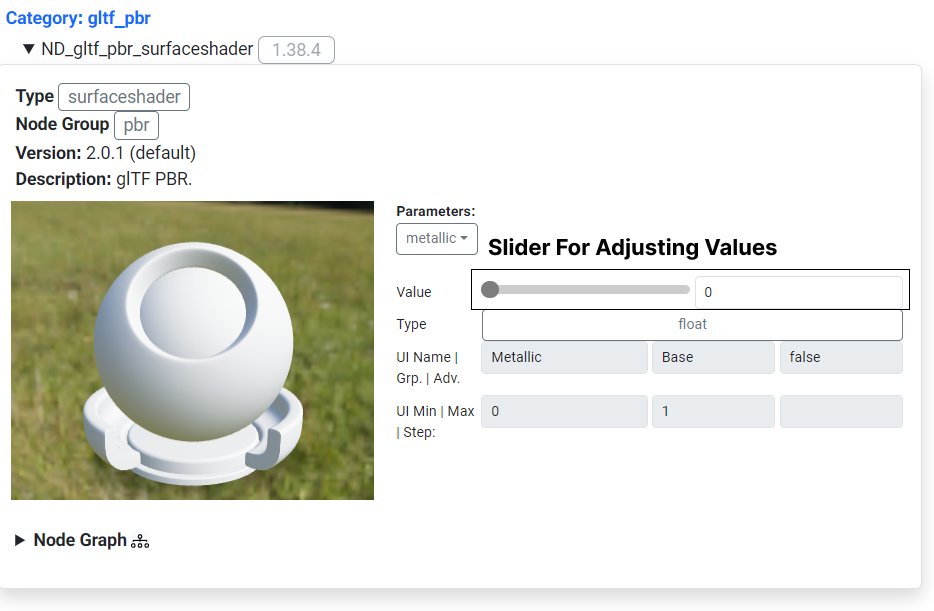 Category: gltf_pbr
ND_gltf_pbr_surfaceshader 1.38.4
Type surfaceshader
Node Group pbr
Version: 2.0.1 (default)
Description: glTF PBR.
Parameters:
metallic
Slider For Adjusting Values
Value 0
Type float
UI Name | Metallic Base false
Grp. | Adv.
UI Min | Max 0 1
| Step:
Node Graph